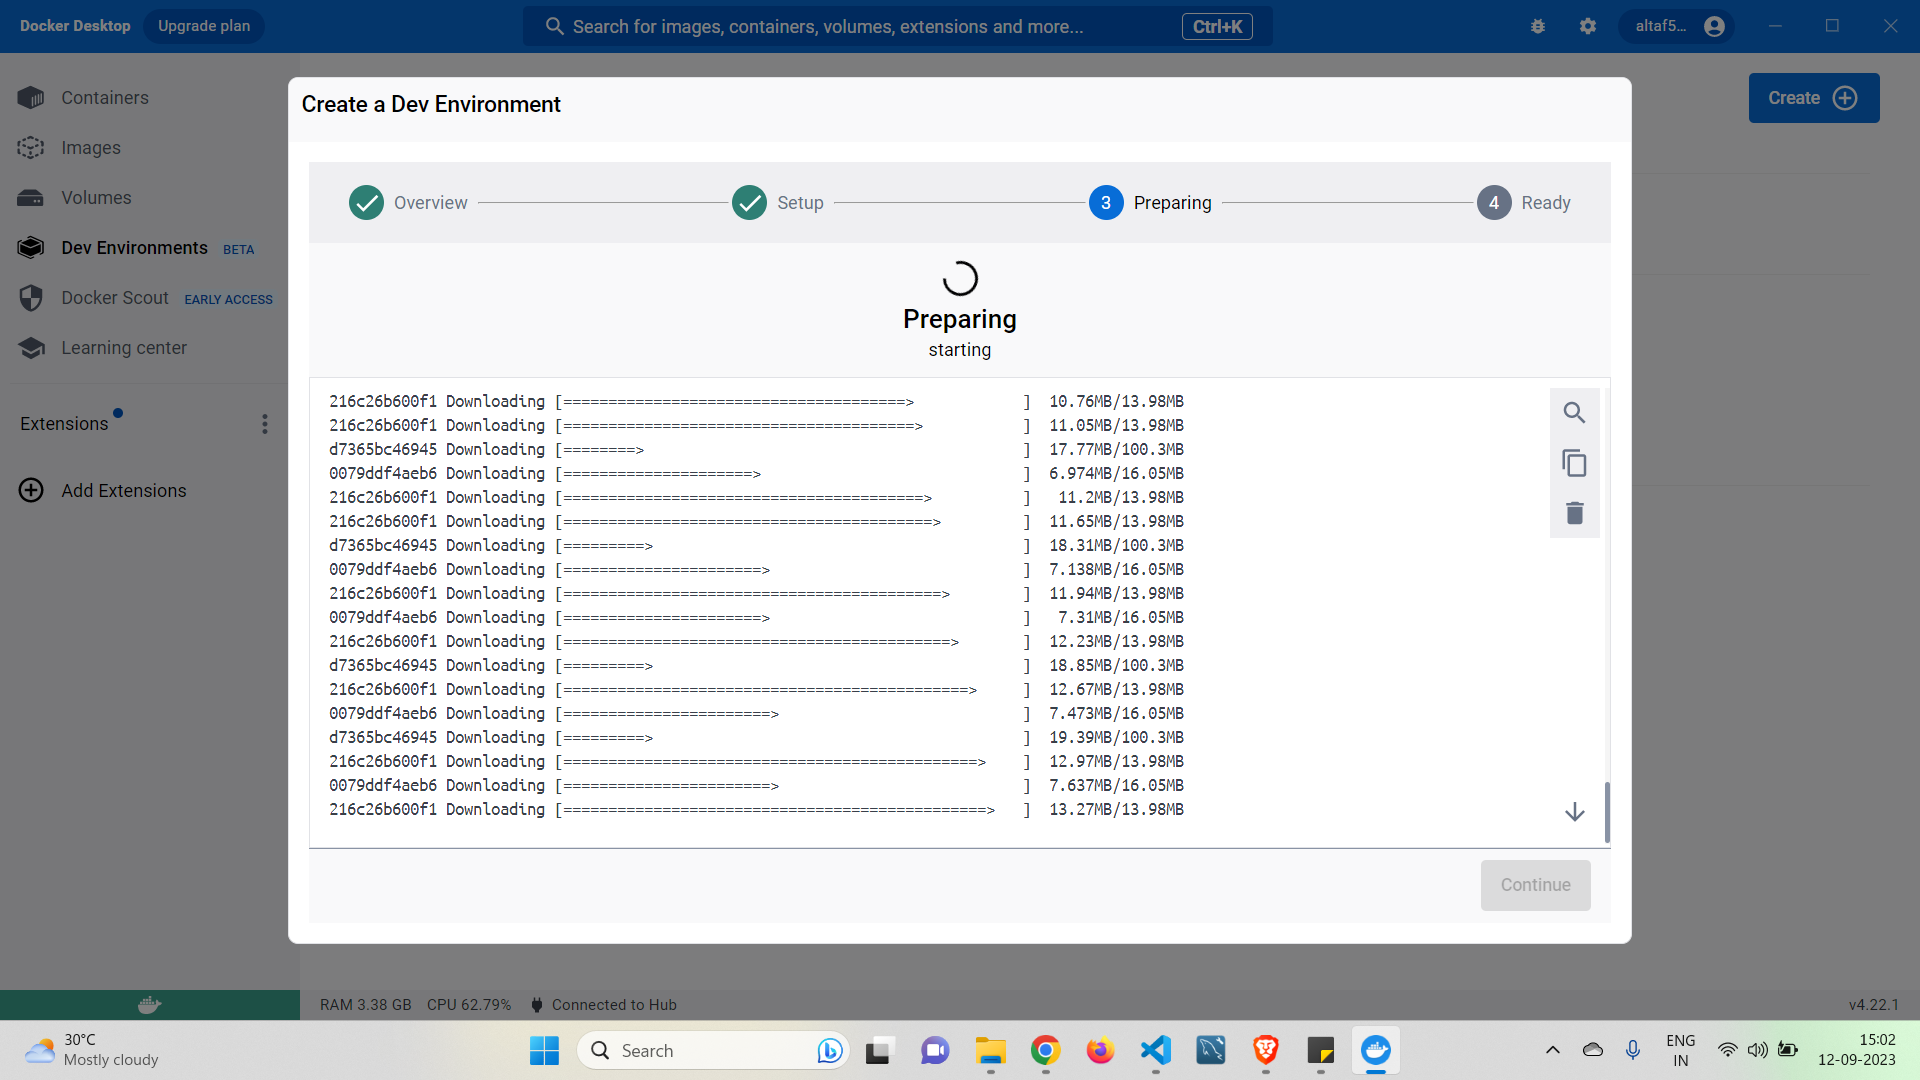 Docker Desktop Upgrade plan Search for images, containers, volumes, extensions and more... Ctrl+K altaf5...
Containers
Images
Volumes
Dev Environments BETA
Docker Scout EARLY ACCESS
Learning center
Extensions
Add Extensions
Create
Create a Dev Environment
Overview Setup 3 Preparing 4 Ready
Preparing
starting
216c26b600f1 Downloading [======================================>            ]  10.76MB/13.98MB
216c26b600f1 Downloading [=======================================>           ]  11.05MB/13.98MB
d7365bc46945 Downloading [========>                                          ]  17.77MB/100.3MB
0079ddf4aeb6 Downloading [=====================>                             ]  6.974MB/16.05MB
216c26b600f1 Downloading [========================================>          ]   11.2MB/13.98MB
216c26b600f1 Downloading [=========================================>         ]  11.65MB/13.98MB
d7365bc46945 Downloading [=========>                                         ]  18.31MB/100.3MB
0079ddf4aeb6 Downloading [======================>                            ]  7.138MB/16.05MB
216c26b600f1 Downloading [==========================================>        ]  11.94MB/13.98MB
0079ddf4aeb6 Downloading [======================>                            ]   7.31MB/16.05MB
216c26b600f1 Downloading [===========================================>       ]  12.23MB/13.98MB
d7365bc46945 Downloading [=========>                                         ]  18.85MB/100.3MB
216c26b600f1 Downloading [=============================================>     ]  12.67MB/13.98MB
0079ddf4aeb6 Downloading [=======================>                           ]  7.473MB/16.05MB
d7365bc46945 Downloading [=========>                                         ]  19.39MB/100.3MB
216c26b600f1 Downloading [==============================================>    ]  12.97MB/13.98MB
0079ddf4aeb6 Downloading [=======================>                           ]  7.637MB/16.05MB
216c26b600f1 Downloading [===============================================>   ]  13.27MB/13.98MB
Continue
RAM 3.38 GB CPU 62.79% Connected to Hub v4.22.1
30°C
Mostly cloudy
Search
ENG
IN
15:02
12-09-2023